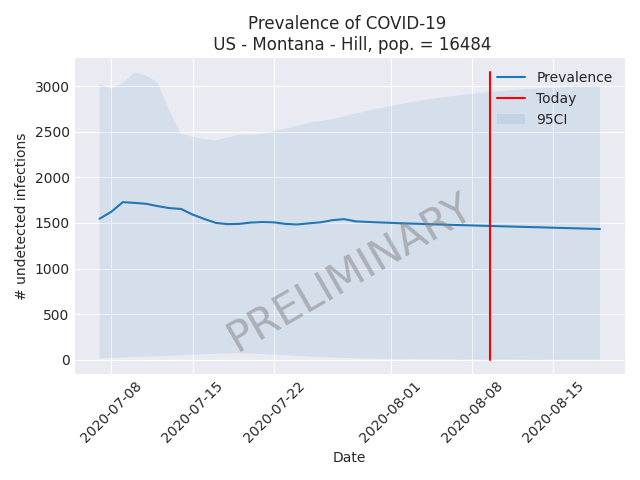 Prevalence of COVID-19
US - Montana - Hill, pop. = 16484
# undetected infections
3000
2500
2000
1500
1000
500
0
Prevalence
Today
95CI
PRELIMINARY
2020-07-08
2020-07-15
2020-07-22
2020-08-01
2020-08-08
2020-08-15
Date